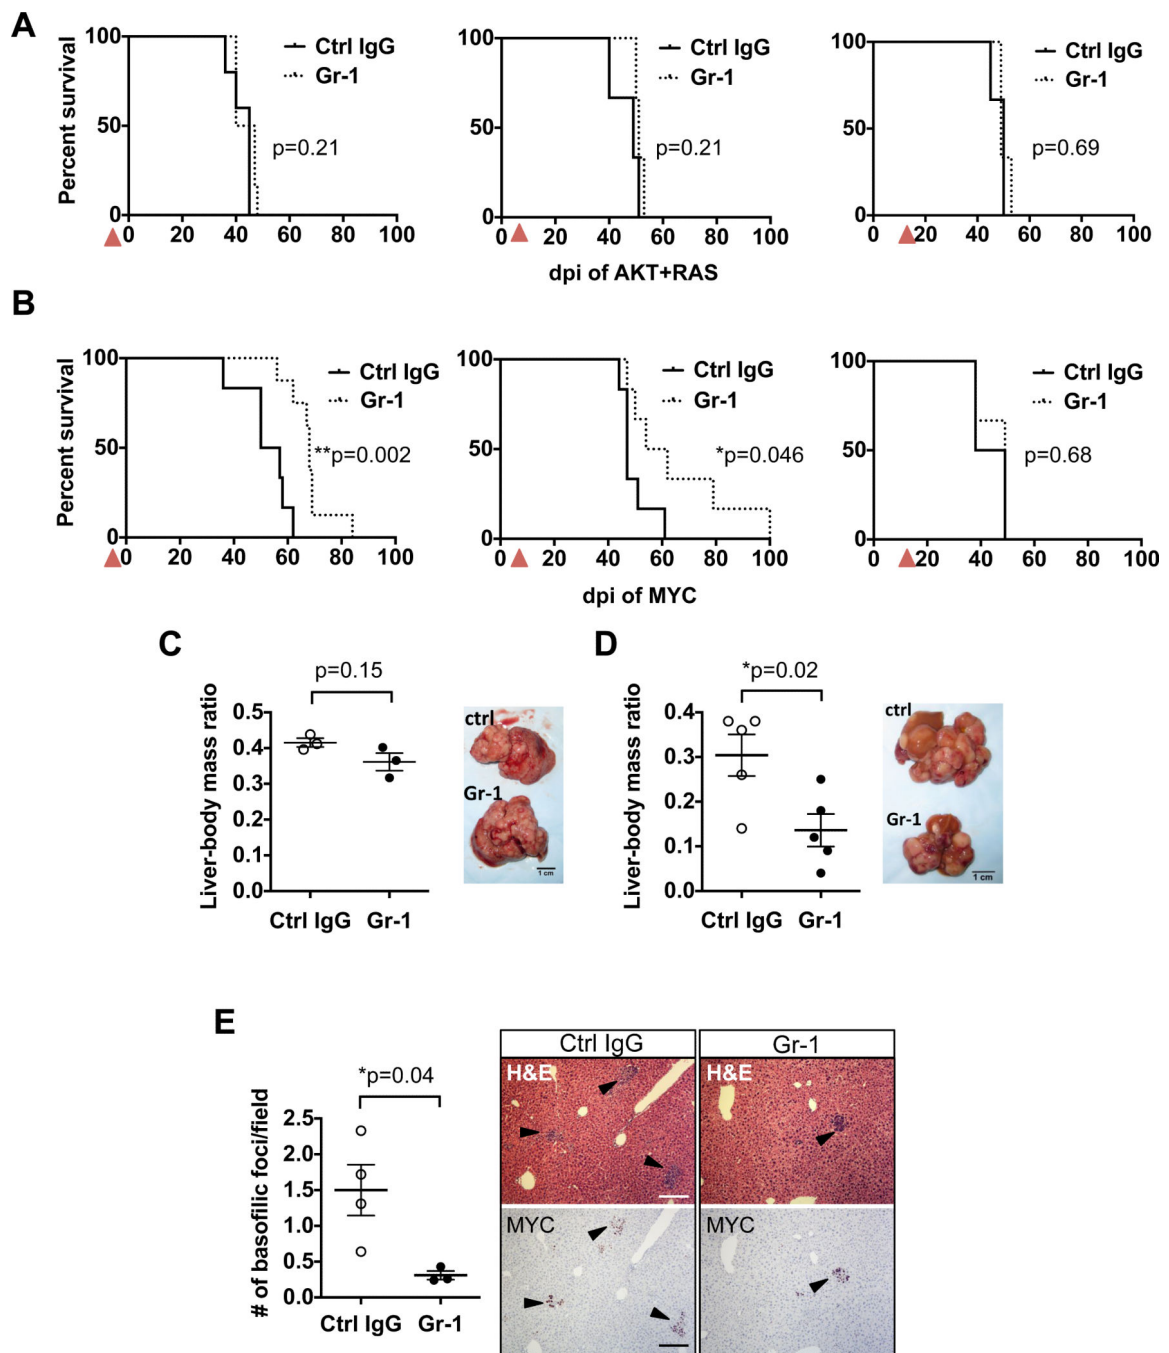 A
Percent survival
100
50
0
0 20 40 60 80 100
Ctrl IgG
Gr-1
p=0.21
100
50
0
0 20 40 60 80 100
Ctrl IgG
Gr-1
p=0.21
100
50
0
0 20 40 60 80 100
Ctrl IgG
Gr-1
p=0.69
dpi of AKT+RAS
B
Percent survival
100
50
0
0 20 40 60 80 100
Ctrl IgG
Gr-1
**p=0.002
100
50
0
0 20 40 60 80 100
Ctrl IgG
Gr-1
*p=0.046
100
50
0
0 20 40 60 80 100
Ctrl IgG
Gr-1
p=0.68
dpi of MYC
C
p=0.15
Liver-body mass ratio
0.5
0.4
0.3
0.2
0.1
0.0
Ctrl IgG Gr-1
ctrl
Gr-1
1 cm
D
*p=0.02
Liver-body mass ratio
0.4
0.3
0.2
0.1
0.0
Ctrl IgG Gr-1
ctrl
Gr-1
1 cm
E
*p=0.04
# of basofilic foci/field
2.5
2.0
1.5
1.0
0.5
0.0
Ctrl IgG Gr-1
Ctrl IgG
Gr-1
H&E
H&E
MYC
MYC